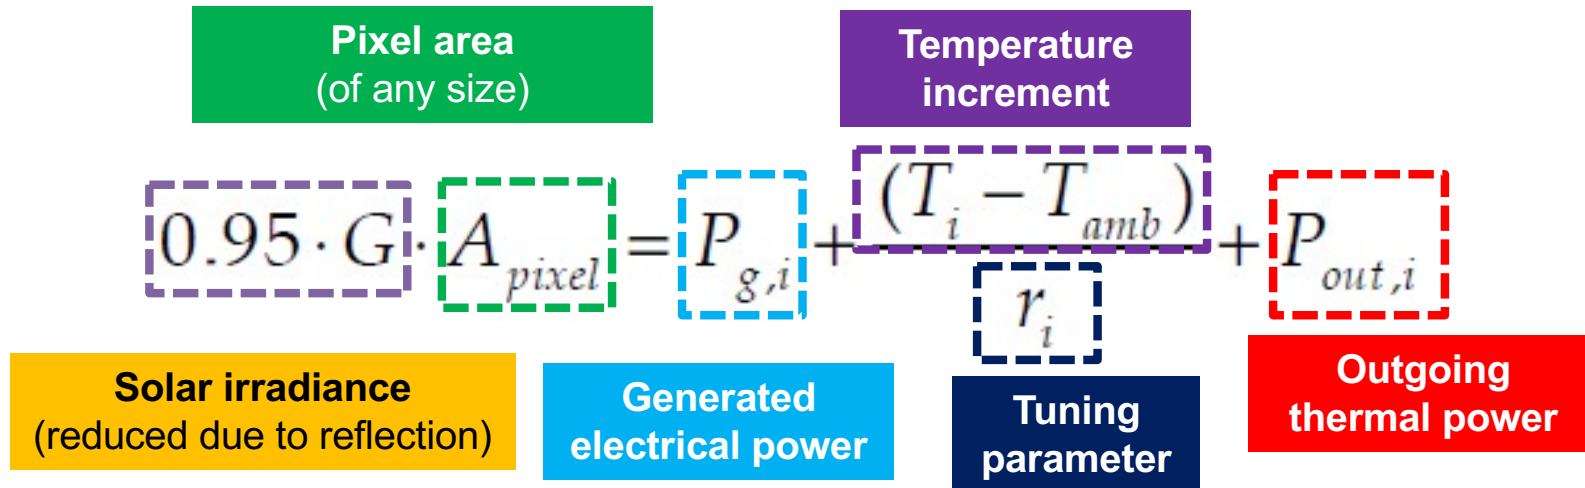 Pixel area
(of any size)
Temperature
increment
0.95 · G · A_pixel = P_g,i + (T_i − T_amb) / r_i + P_out,i
Solar irradiance
(reduced due to reflection)
Generated
electrical power
Tuning
parameter
Outgoing
thermal power